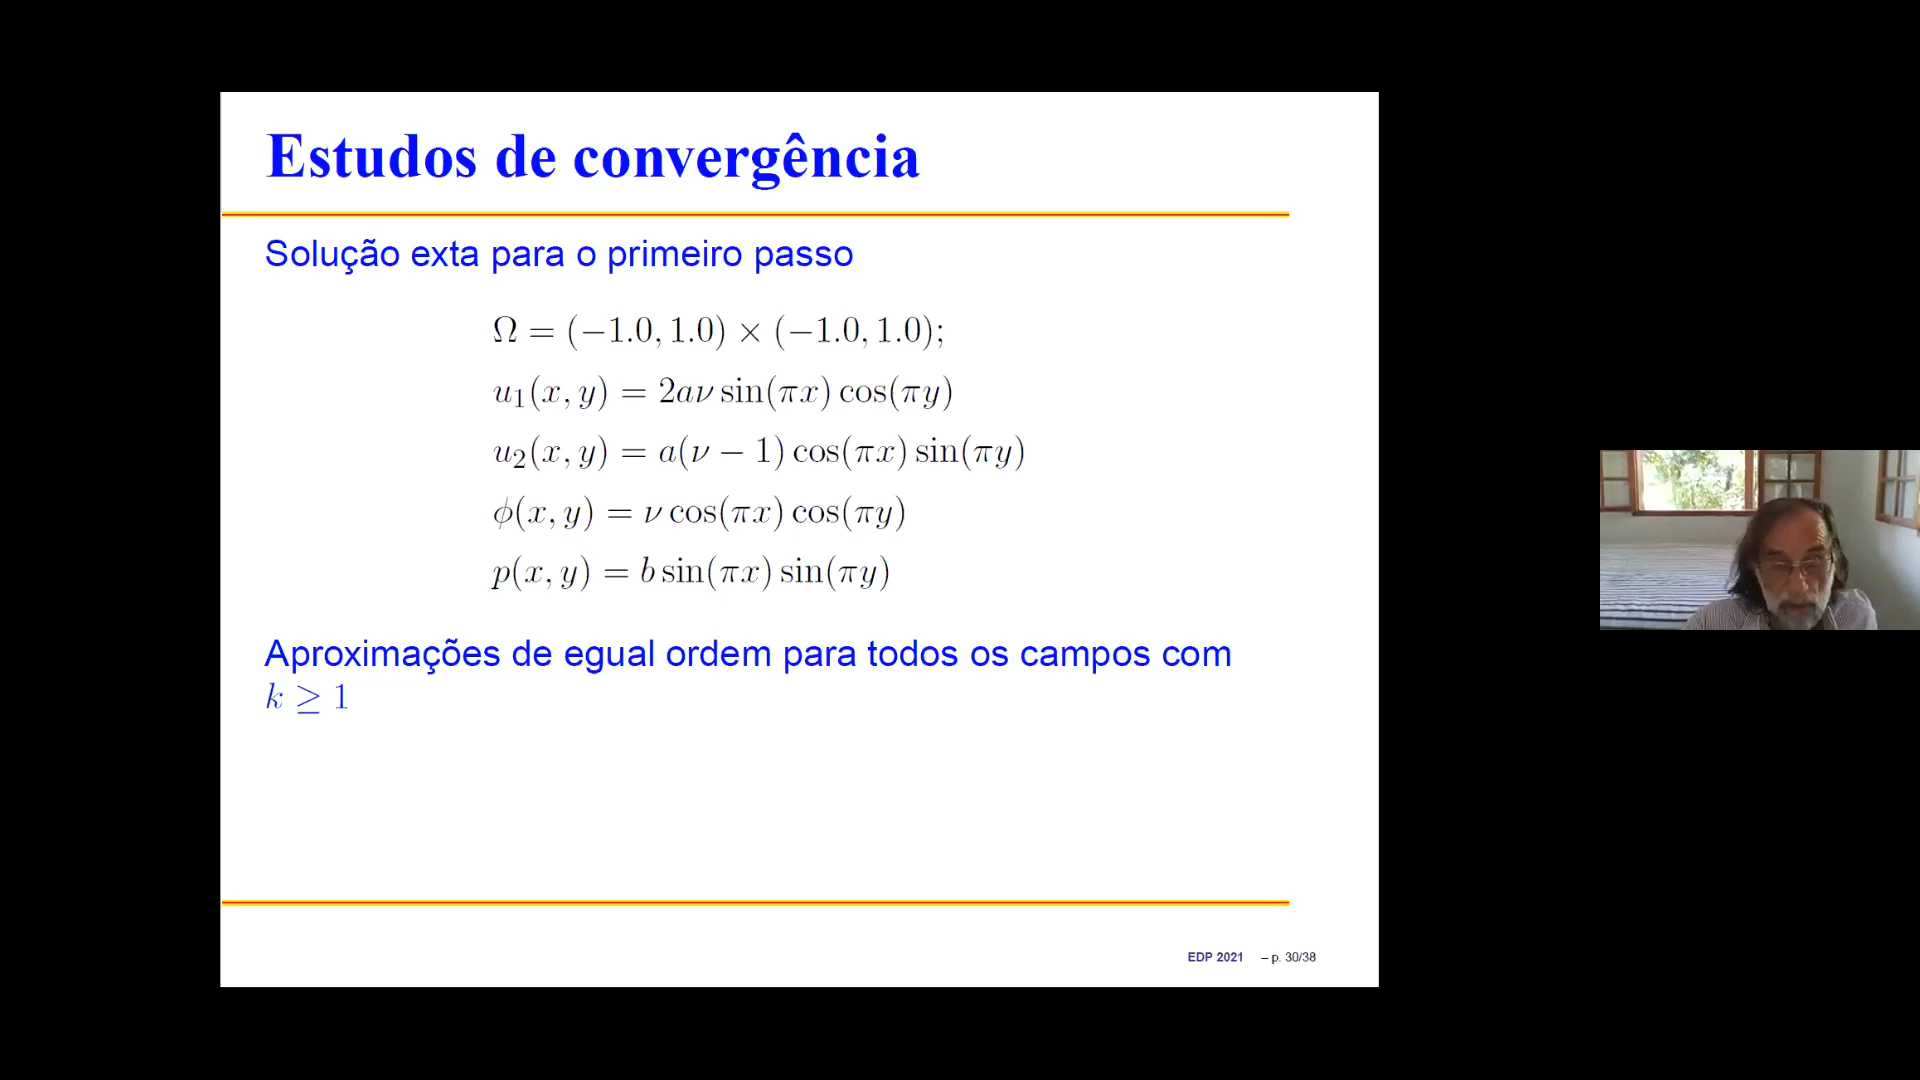 Estudos de convergência
Solução exta para o primeiro passo
Ω = (−1.0, 1.0) × (−1.0, 1.0);
u₁(x, y) = 2aν sin(πx) cos(πy)
u₂(x, y) = a(ν − 1) cos(πx) sin(πy)
ϕ(x, y) = ν cos(πx) cos(πy)
p(x, y) = b sin(πx) sin(πy)
Aproximações de egual ordem para todos os campos com
k ≥ 1
EDP 2021 – p. 30/38